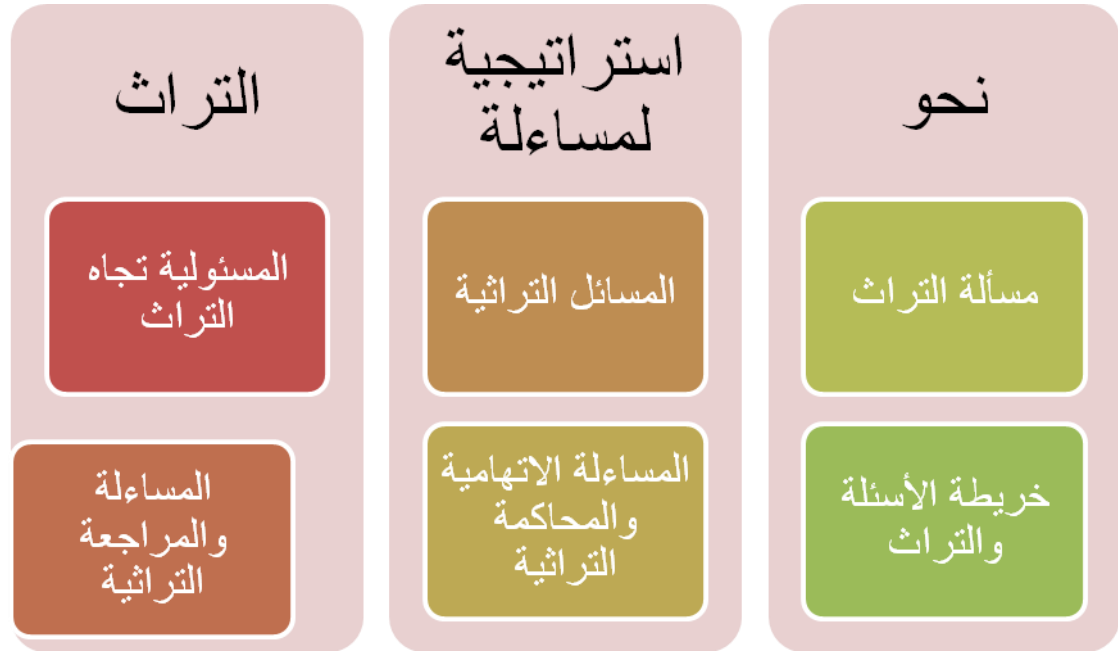 نحو
مسألة التراث
خريطة الأسئلة
والتراث
استراتيجية
لمساءلة
المسائل التراثية
المساءلة الاتهامية
والمحاكمة
التراثية
التراث
المسئولية تجاه
التراث
المساءلة
والمراجعة
التراثية